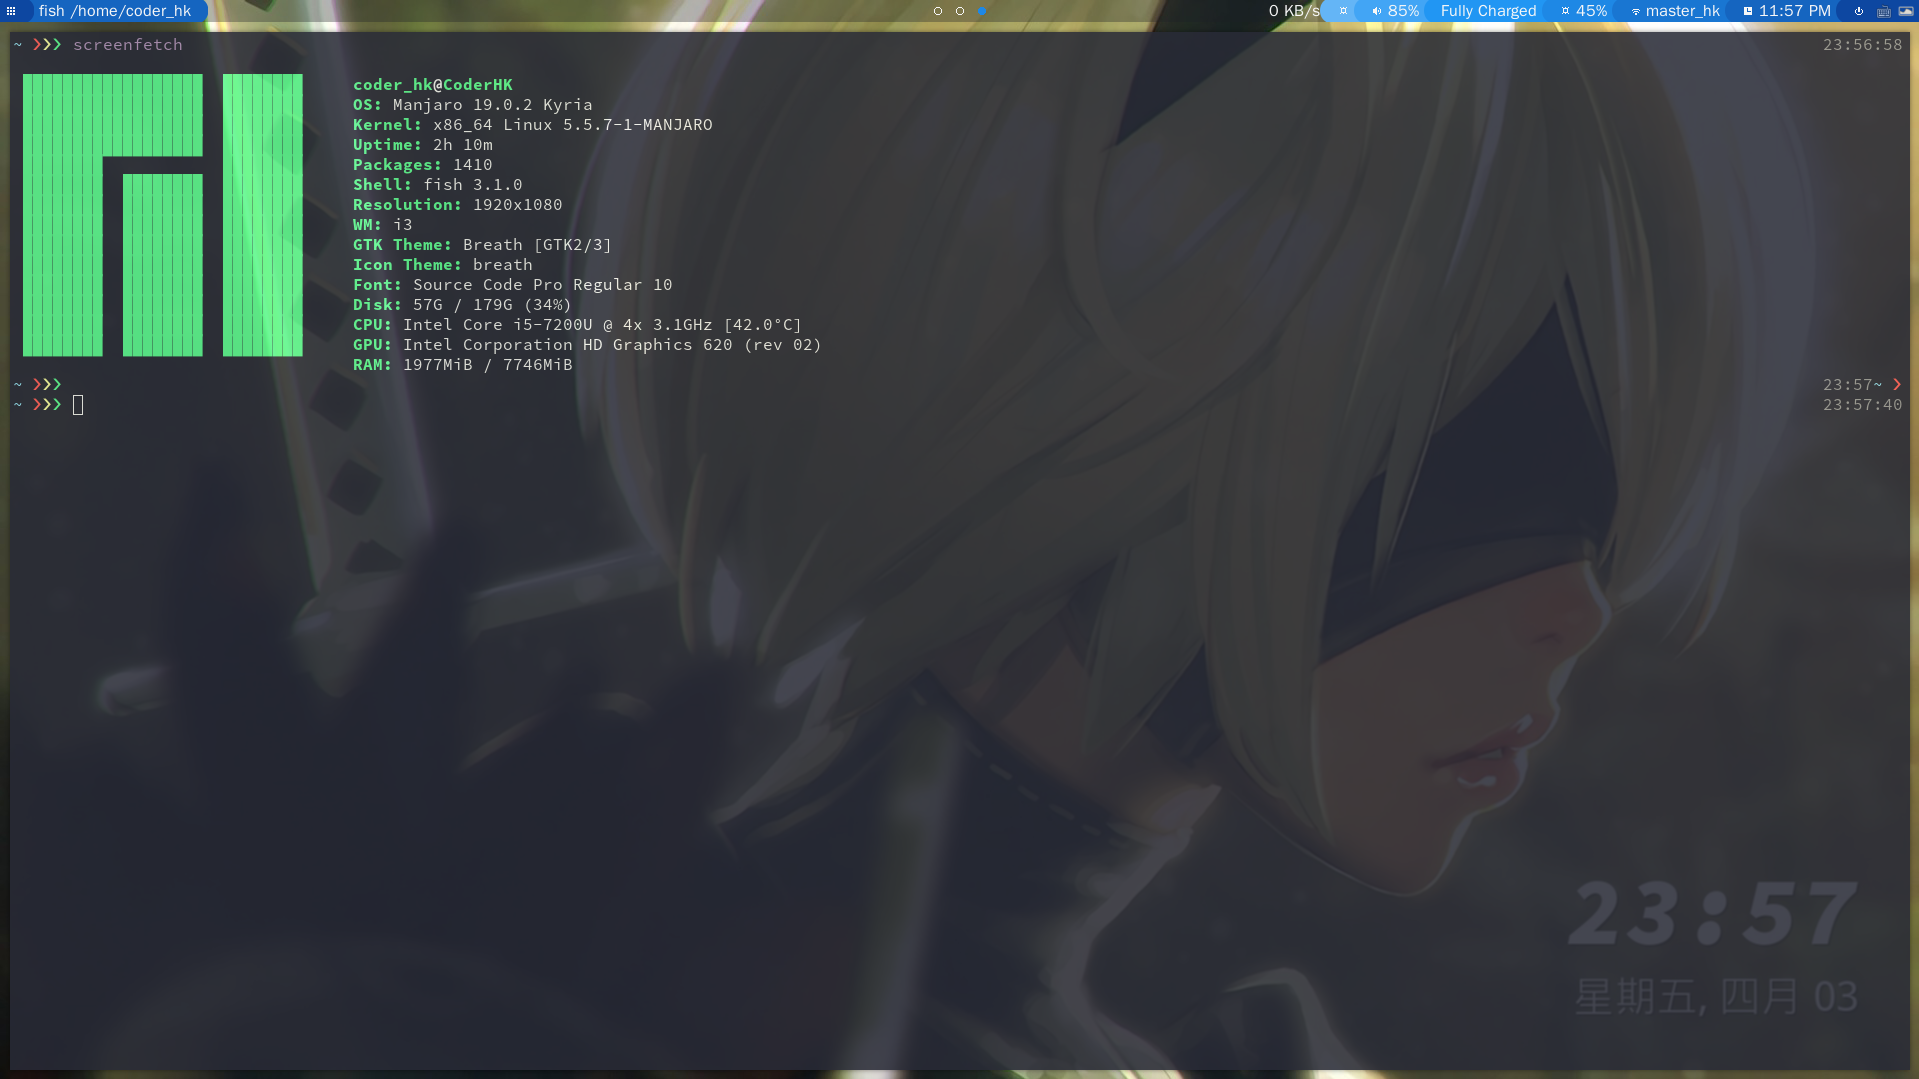 fish /home/coder_hk
0 KB/s 85% Fully Charged 45% master_hk 11:57 PM
~ ❯❯❯ screenfetch 23:56:58
coder_hk@CoderHK
OS: Manjaro 19.0.2 Kyria
Kernel: x86_64 Linux 5.5.7-1-MANJARO
Uptime: 2h 10m
Packages: 1410
Shell: fish 3.1.0
Resolution: 1920x1080
WM: i3
GTK Theme: Breath [GTK2/3]
Icon Theme: breath
Font: Source Code Pro Regular 10
Disk: 57G / 179G (34%)
CPU: Intel Core i5-7200U @ 4x 3.1GHz [42.0°C]
GPU: Intel Corporation HD Graphics 620 (rev 02)
RAM: 1977MiB / 7746MiB
~ ❯❯❯ 23:57~ ❯
~ ❯❯❯ 23:57:40
23:57
星期五, 四月 03